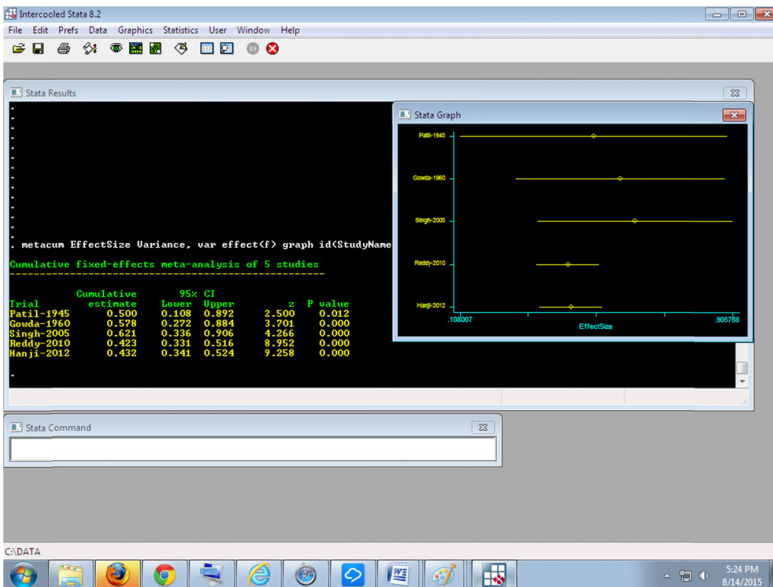 Intercooled Stata 8.2
File Edit Prefs Data Graphics Statistics User Window Help
Stata Results
. metacum EffectSize Variance, var effect(f) graph id(StudyName
Cumulative fixed-effects meta-analysis of 5 studies
Cumulative 95% CI
Trial estimate Lower Upper z P value
Patil-1945 0.500 0.108 0.892 2.500 0.012
Gowda-1960 0.578 0.272 0.884 3.701 0.000
Singh-2005 0.621 0.336 0.906 4.266 0.000
Reddy-2010 0.423 0.331 0.516 8.952 0.000
Hanji-2012 0.432 0.341 0.524 9.258 0.000
.
Stata Graph
Patil-1945
Gowda-1960
Singh-2005
Reddy-2010
Hanji-2012
.108007 .905768
EffectSize
Stata Command
C:\DATA
5:24 PM
8/14/2015